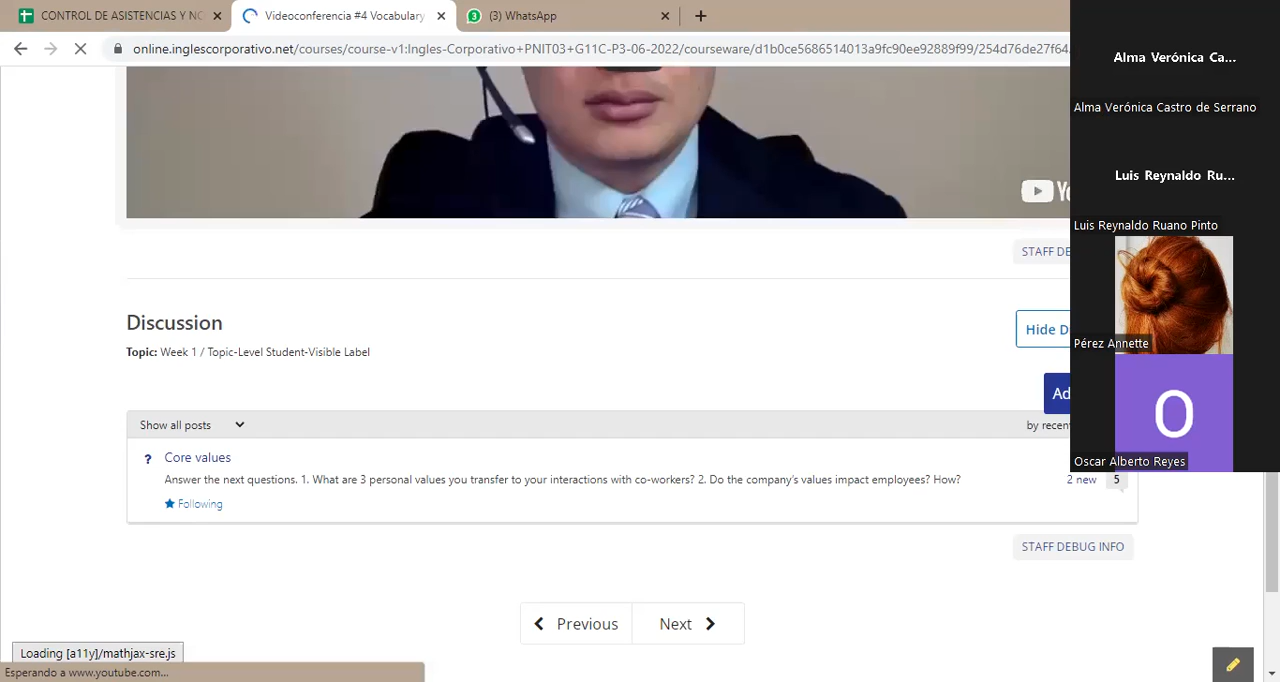 CONTROL DE ASISTENCIAS Y NO
Videoconferencia #4 Vocabulary
(3) WhatsApp
online.inglescorporativo.net/courses/course-v1:Ingles-Corporativo+PNIT03+G11C-P3-06-2022/courseware/d1b0ce5686514013a9fc90ee92889f99/254d76de27f64
Alma Verónica Ca...
Alma Verónica Castro de Serrano
Luis Reynaldo Ru...
Luis Reynaldo Ruano Pinto
Pérez Annette
O
Oscar Alberto Reyes
STAFF DE
Discussion
Hide D
Topic: Week 1 / Topic-Level Student-Visible Label
Ad
Show all posts
by recent
? Core values
Answer the next questions. 1. What are 3 personal values you transfer to your interactions with co-workers? 2. Do the company's values impact employees? How?
2 new 5
Following
STAFF DEBUG INFO
Previous Next
Loading [a11y]/mathjax-sre.js
Esperando a www.youtube.com...